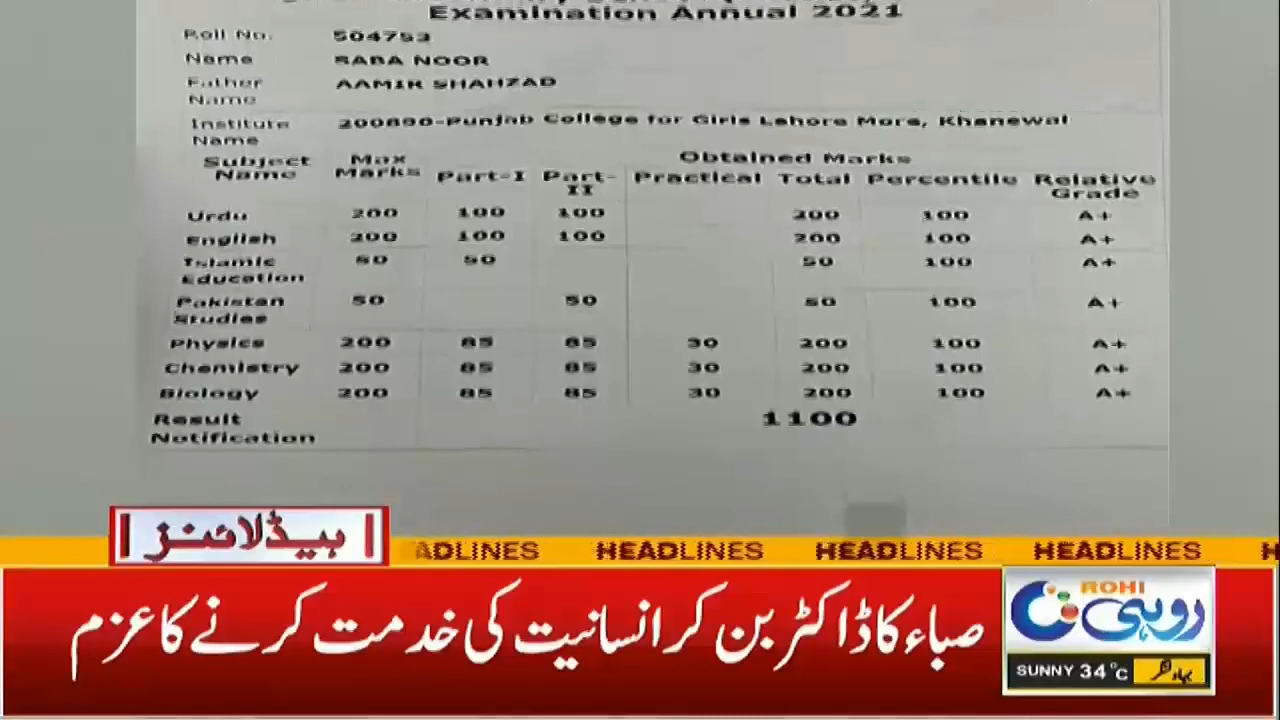 Examination Annual 2021
Roll No. 504753
Name SABA NOOR
Father Name AAMIR SHAHZAD
Institute Name 200890-Punjab College for Girls Lahore More, Khanewal
Subject Name Max Marks Obtained Marks
Part-I Part-II Practical Total Percentile Relative Grade
Urdu 200 100 100 200 100 A+
English 200 100 100 200 100 A+
Islamic Education 50 50 50 100 A+
Pakistan Studies 50 50 50 100 A+
Physics 200 85 85 30 200 100 A+
Chemistry 200 85 85 30 200 100 A+
Biology 200 85 85 30 200 100 A+
Result Notification 1100
ہیڈلائنز
ADLINES HEADLINES HEADLINES HEADLINES H
صباء کا ڈاکٹر بن کر انسانیت کی خدمت کرنے کا عزم
ROHI
روہی
SUNNY 34°C بہاولنگر